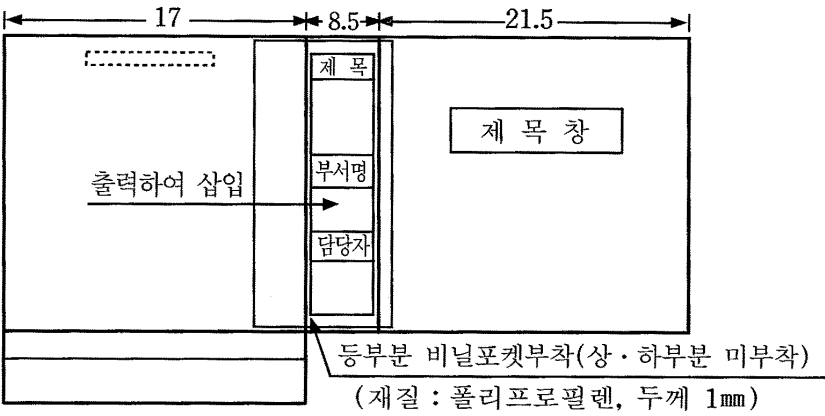 17
8.5
21.5
제 목
제 목 창
부서명
출력하여 삽입
담당자
등부분 비닐포켓부착(상·하부분 미부착)
(재질 : 폴리프로필렌, 두께 1㎜)